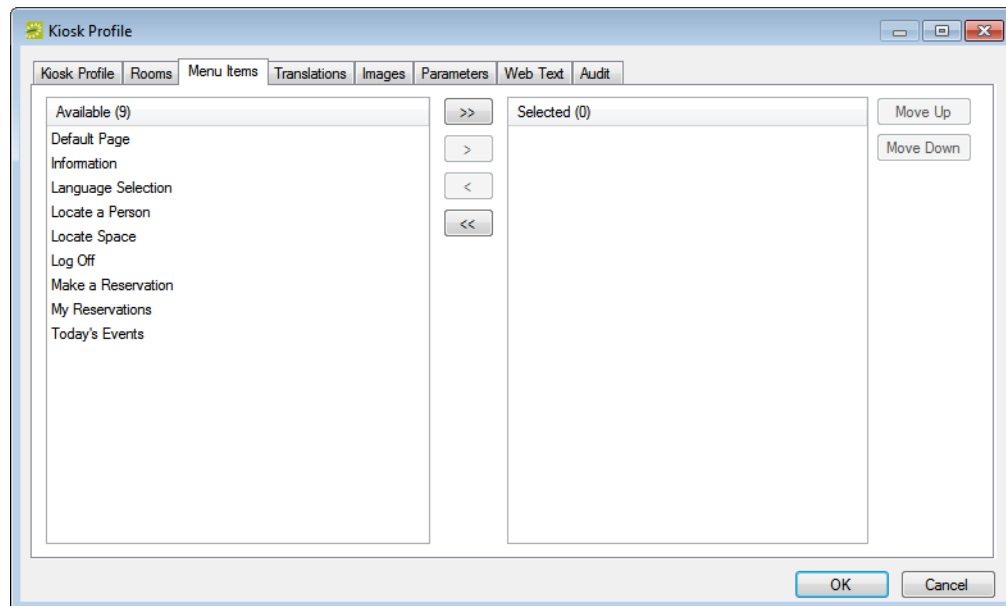 Kiosk Profile
Kiosk Profile Rooms Menu Items Translations Images Parameters Web Text Audit
Available (9) >> Selected (0) Move Up
Default Page
> Move Down
Information
Language Selection <
Locate a Person
<<
Locate Space
Log Off
Make a Reservation
My Reservations
Today's Events
OK Cancel